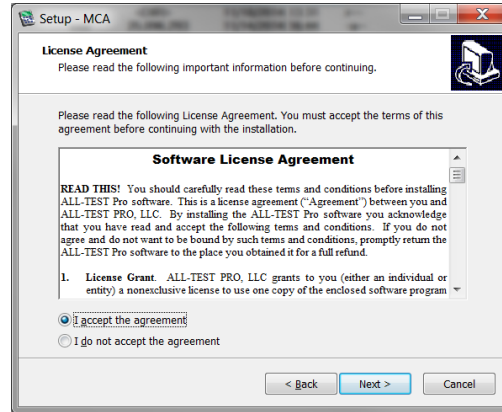 Setup - MCA
License Agreement
Please read the following important information before continuing.
Please read the following License Agreement. You must accept the terms of this
agreement before continuing with the installation.
Software License Agreement
READ THIS! You should carefully read these terms and conditions before installing
ALL-TEST Pro software. This is a license agreement (“Agreement”) between you and
ALL-TEST PRO, LLC. By installing the ALL-TEST Pro software you acknowledge
that you have read and accept the following terms and conditions. If you do not
agree and do not want to be bound by such terms and conditions, promptly return the
ALL-TEST Pro software to the place you obtained it for a full refund.
1. License Grant. ALL-TEST PRO, LLC grants to you (either an individual or
entity) a nonexclusive license to use one copy of the enclosed software program
I accept the agreement
I do not accept the agreement
< Back Next > Cancel